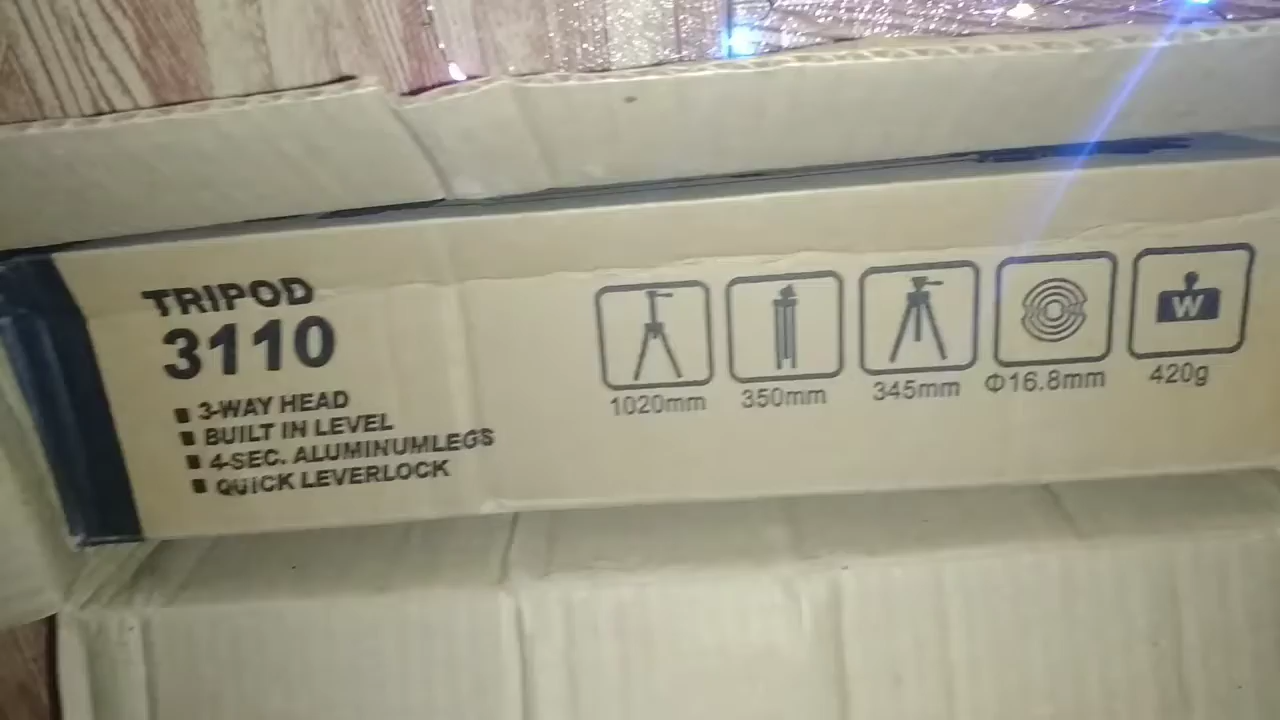 TRIPOD
3110
3-WAY HEAD
BUILT IN LEVEL
4-SEC. ALUMINUMLEGS
QUICK LEVERLOCK
1020mm
350mm
345mm
Φ16.8mm
W
420g